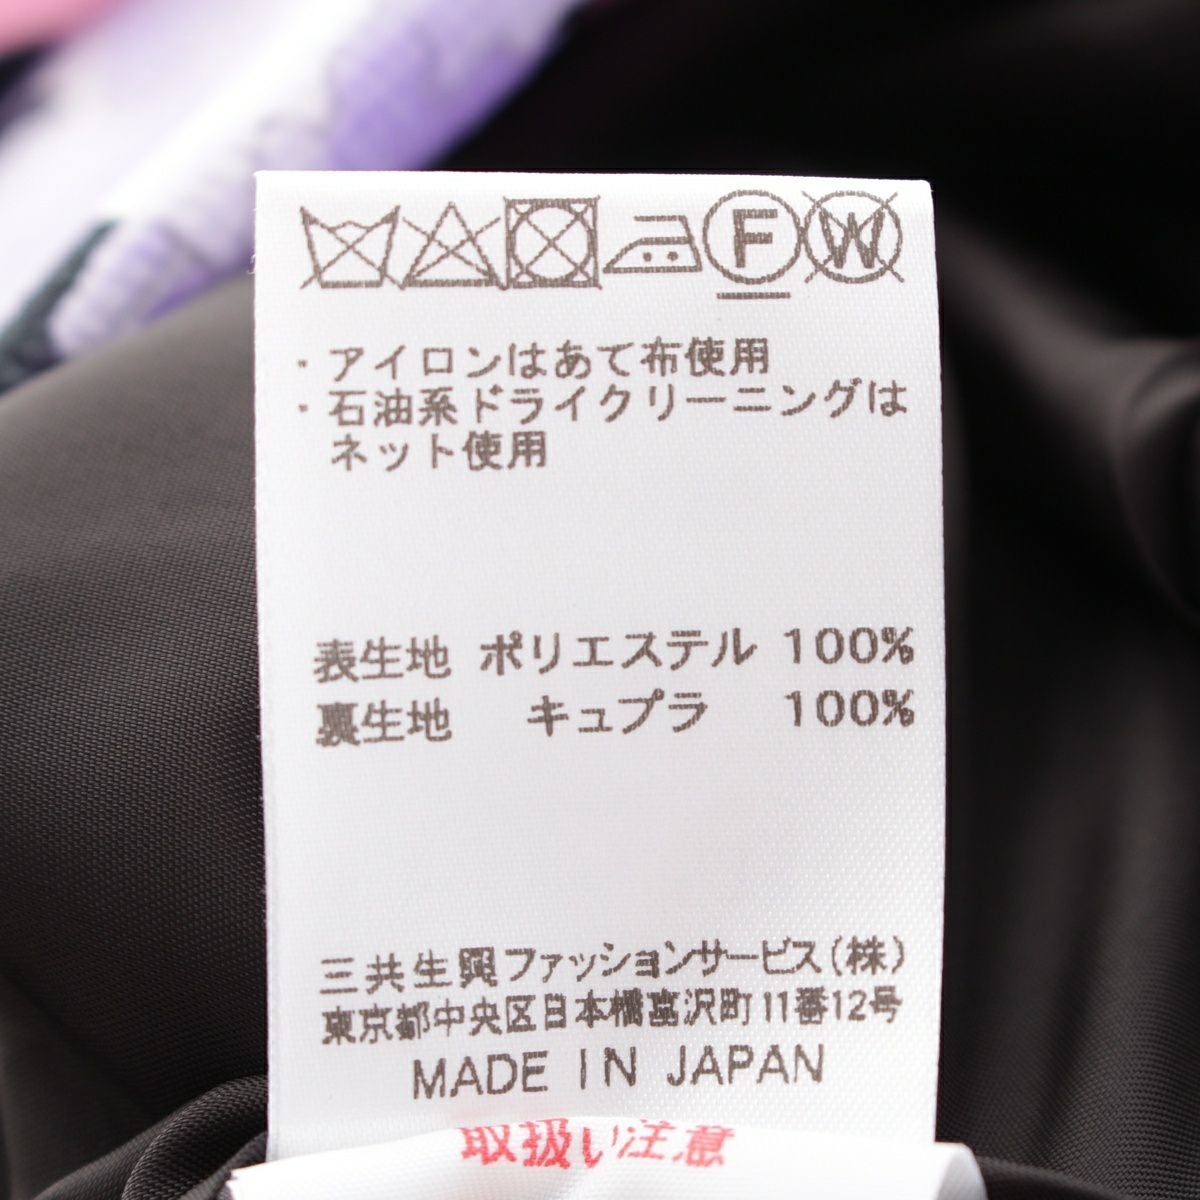 F W
・アイロンはあて布使用
・石油系ドライクリーニングは
ネット使用
表生地 ポリエステル 100%
裏生地 キュプラ 100%
三共生興ファッションサービス(株)
東京都中央区日本橋富沢町11番12号
MADE IN JAPAN
取扱い注意